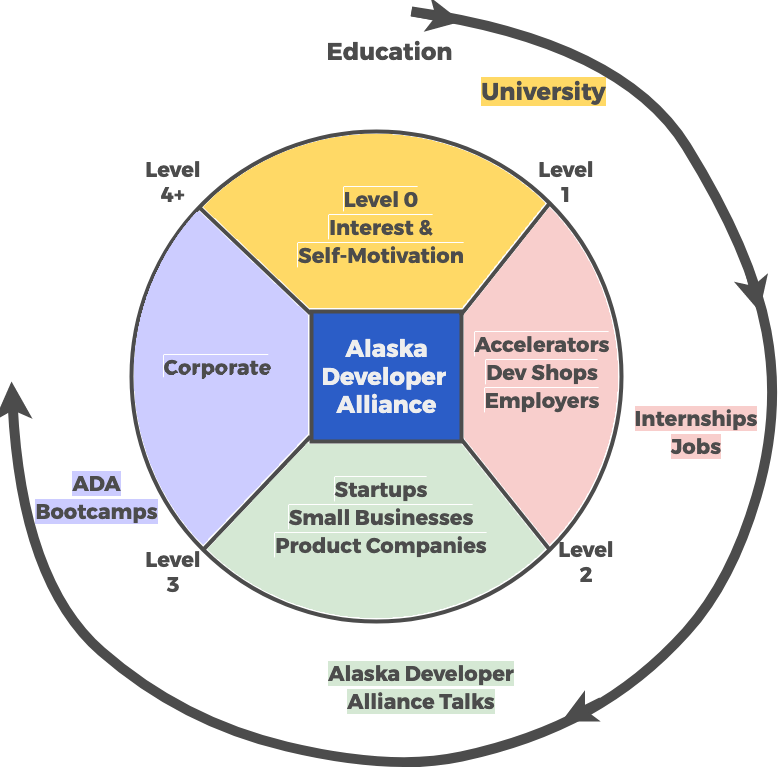 Education
University
Level
4+
Level
1
Level 0
Interest &
Self-Motivation
Corporate
Alaska
Developer
Alliance
Accelerators
Dev Shops
Employers
Internships
Jobs
ADA
Bootcamps
Startups
Small Businesses
Product Companies
Level
3
Level
2
Alaska Developer
Alliance Talks